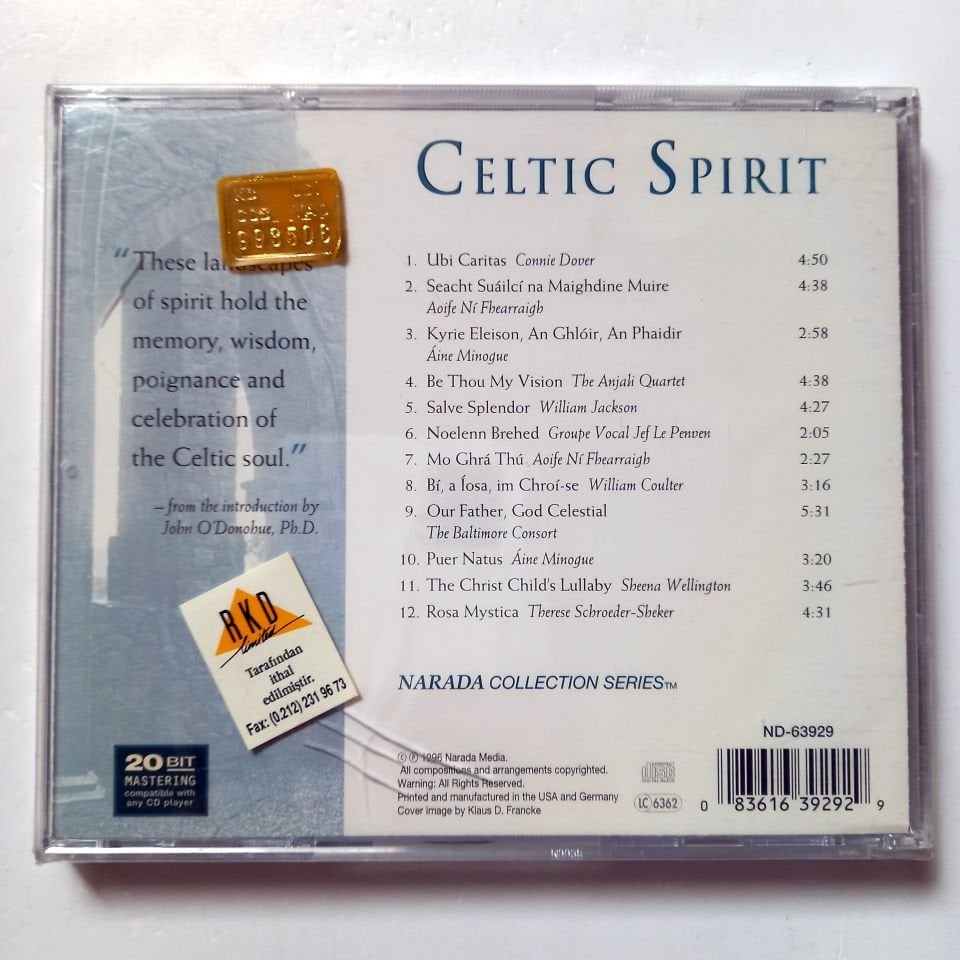 CELTIC SPIRIT
998506
“These landscapes
of spirit hold the
memory, wisdom,
poignance and
celebration of
the Celtic soul.”
—from the introduction by
John O'Donohue, Ph.D.
1. Ubi Caritas Connie Dover 4:50
2. Seacht Suáilcí na Maighdine Muire 4:38
Aoife Ní Fhearraigh
3. Kyrie Eleison, An Ghlóir, An Phaidir 2:58
Áine Minogue
4. Be Thou My Vision The Anjali Quartet 4:38
5. Salve Splendor William Jackson 4:27
6. Noelenn Brehed Groupe Vocal Jef Le Penven 2:05
7. Mo Ghrá Thú Aoife Ní Fhearraigh 2:27
8. Bí, a Íosa, im Chroí-se William Coulter 3:16
9. Our Father, God Celestial 5:31
The Baltimore Consort
10. Puer Natus Áine Minogue 3:20
11. The Christ Child's Lullaby Sheena Wellington 3:46
12. Rosa Mystica Therese Schroeder-Sheker 4:31
RKD
limited
Tarafından
ithal
edilmiştir.
Fax: (0.212) 231 96 73
NARADA COLLECTION SERIES™
20 BIT
MASTERING
compatible with
any CD player
© ℗ 1996 Narada Media.
All compositions and arrangements copyrighted.
Warning: All Rights Reserved.
Printed and manufactured in the USA and Germany
Cover image by Klaus D. Francke
COMPACT
disc
DIGITAL AUDIO
LC 6362
ND-63929
0 83616 39292 9